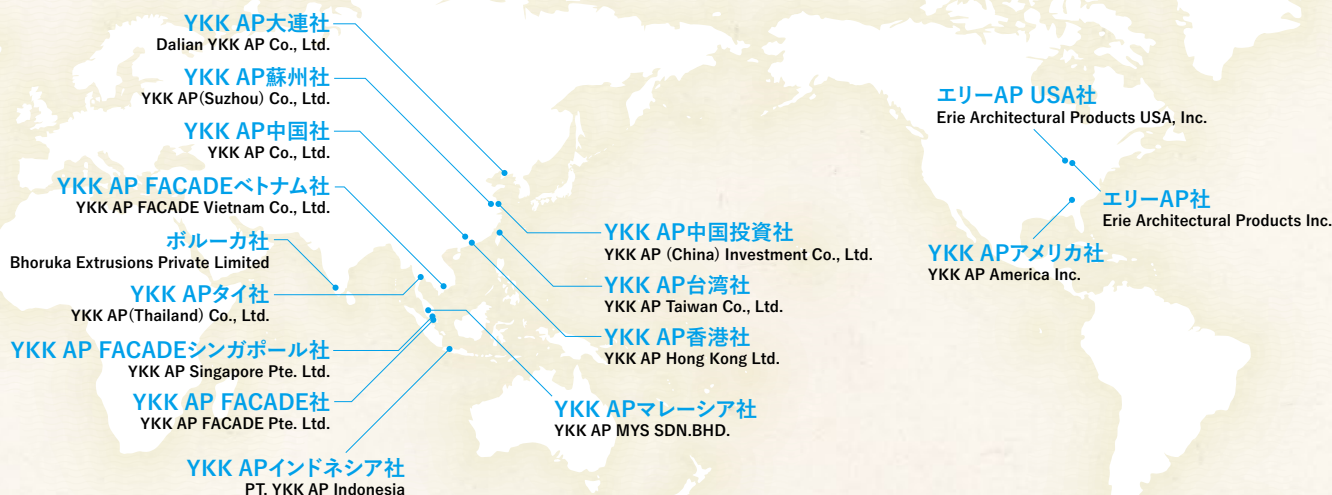 YKK AP大連社
Dalian YKK AP Co., Ltd.
YKK AP蘇州社
YKK AP(Suzhou) Co., Ltd.
YKK AP中国社
YKK AP Co., Ltd.
YKK AP FACADEベトナム社
YKK AP FACADE Vietnam Co., Ltd.
ボルーカ社
Bhoruka Extrusions Private Limited
YKK APタイ社
YKK AP(Thailand) Co., Ltd.
YKK AP FACADEシンガポール社
YKK AP Singapore Pte. Ltd.
YKK AP FACADE社
YKK AP FACADE Pte. Ltd.
YKK APインドネシア社
PT. YKK AP Indonesia
YKK AP中国投資社
YKK AP (China) Investment Co., Ltd.
YKK AP台湾社
YKK AP Taiwan Co., Ltd.
YKK AP香港社
YKK AP Hong Kong Ltd.
YKK APマレーシア社
YKK AP MYS SDN.BHD.
エリーAP USA社
Erie Architectural Products USA, Inc.
エリーAP社
Erie Architectural Products Inc.
YKK APアメリカ社
YKK AP America Inc.